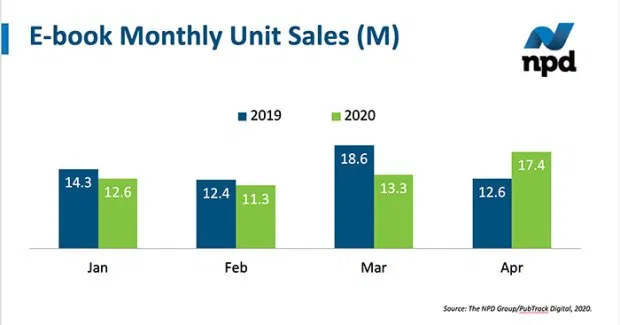 E-book Monthly Unit Sales (M)
npd
2019 2020
14.3 12.6 12.4 11.3 18.6 13.3 12.6 17.4
Jan Feb Mar Apr
Source: The NPD Group/PubTrack Digital, 2020.